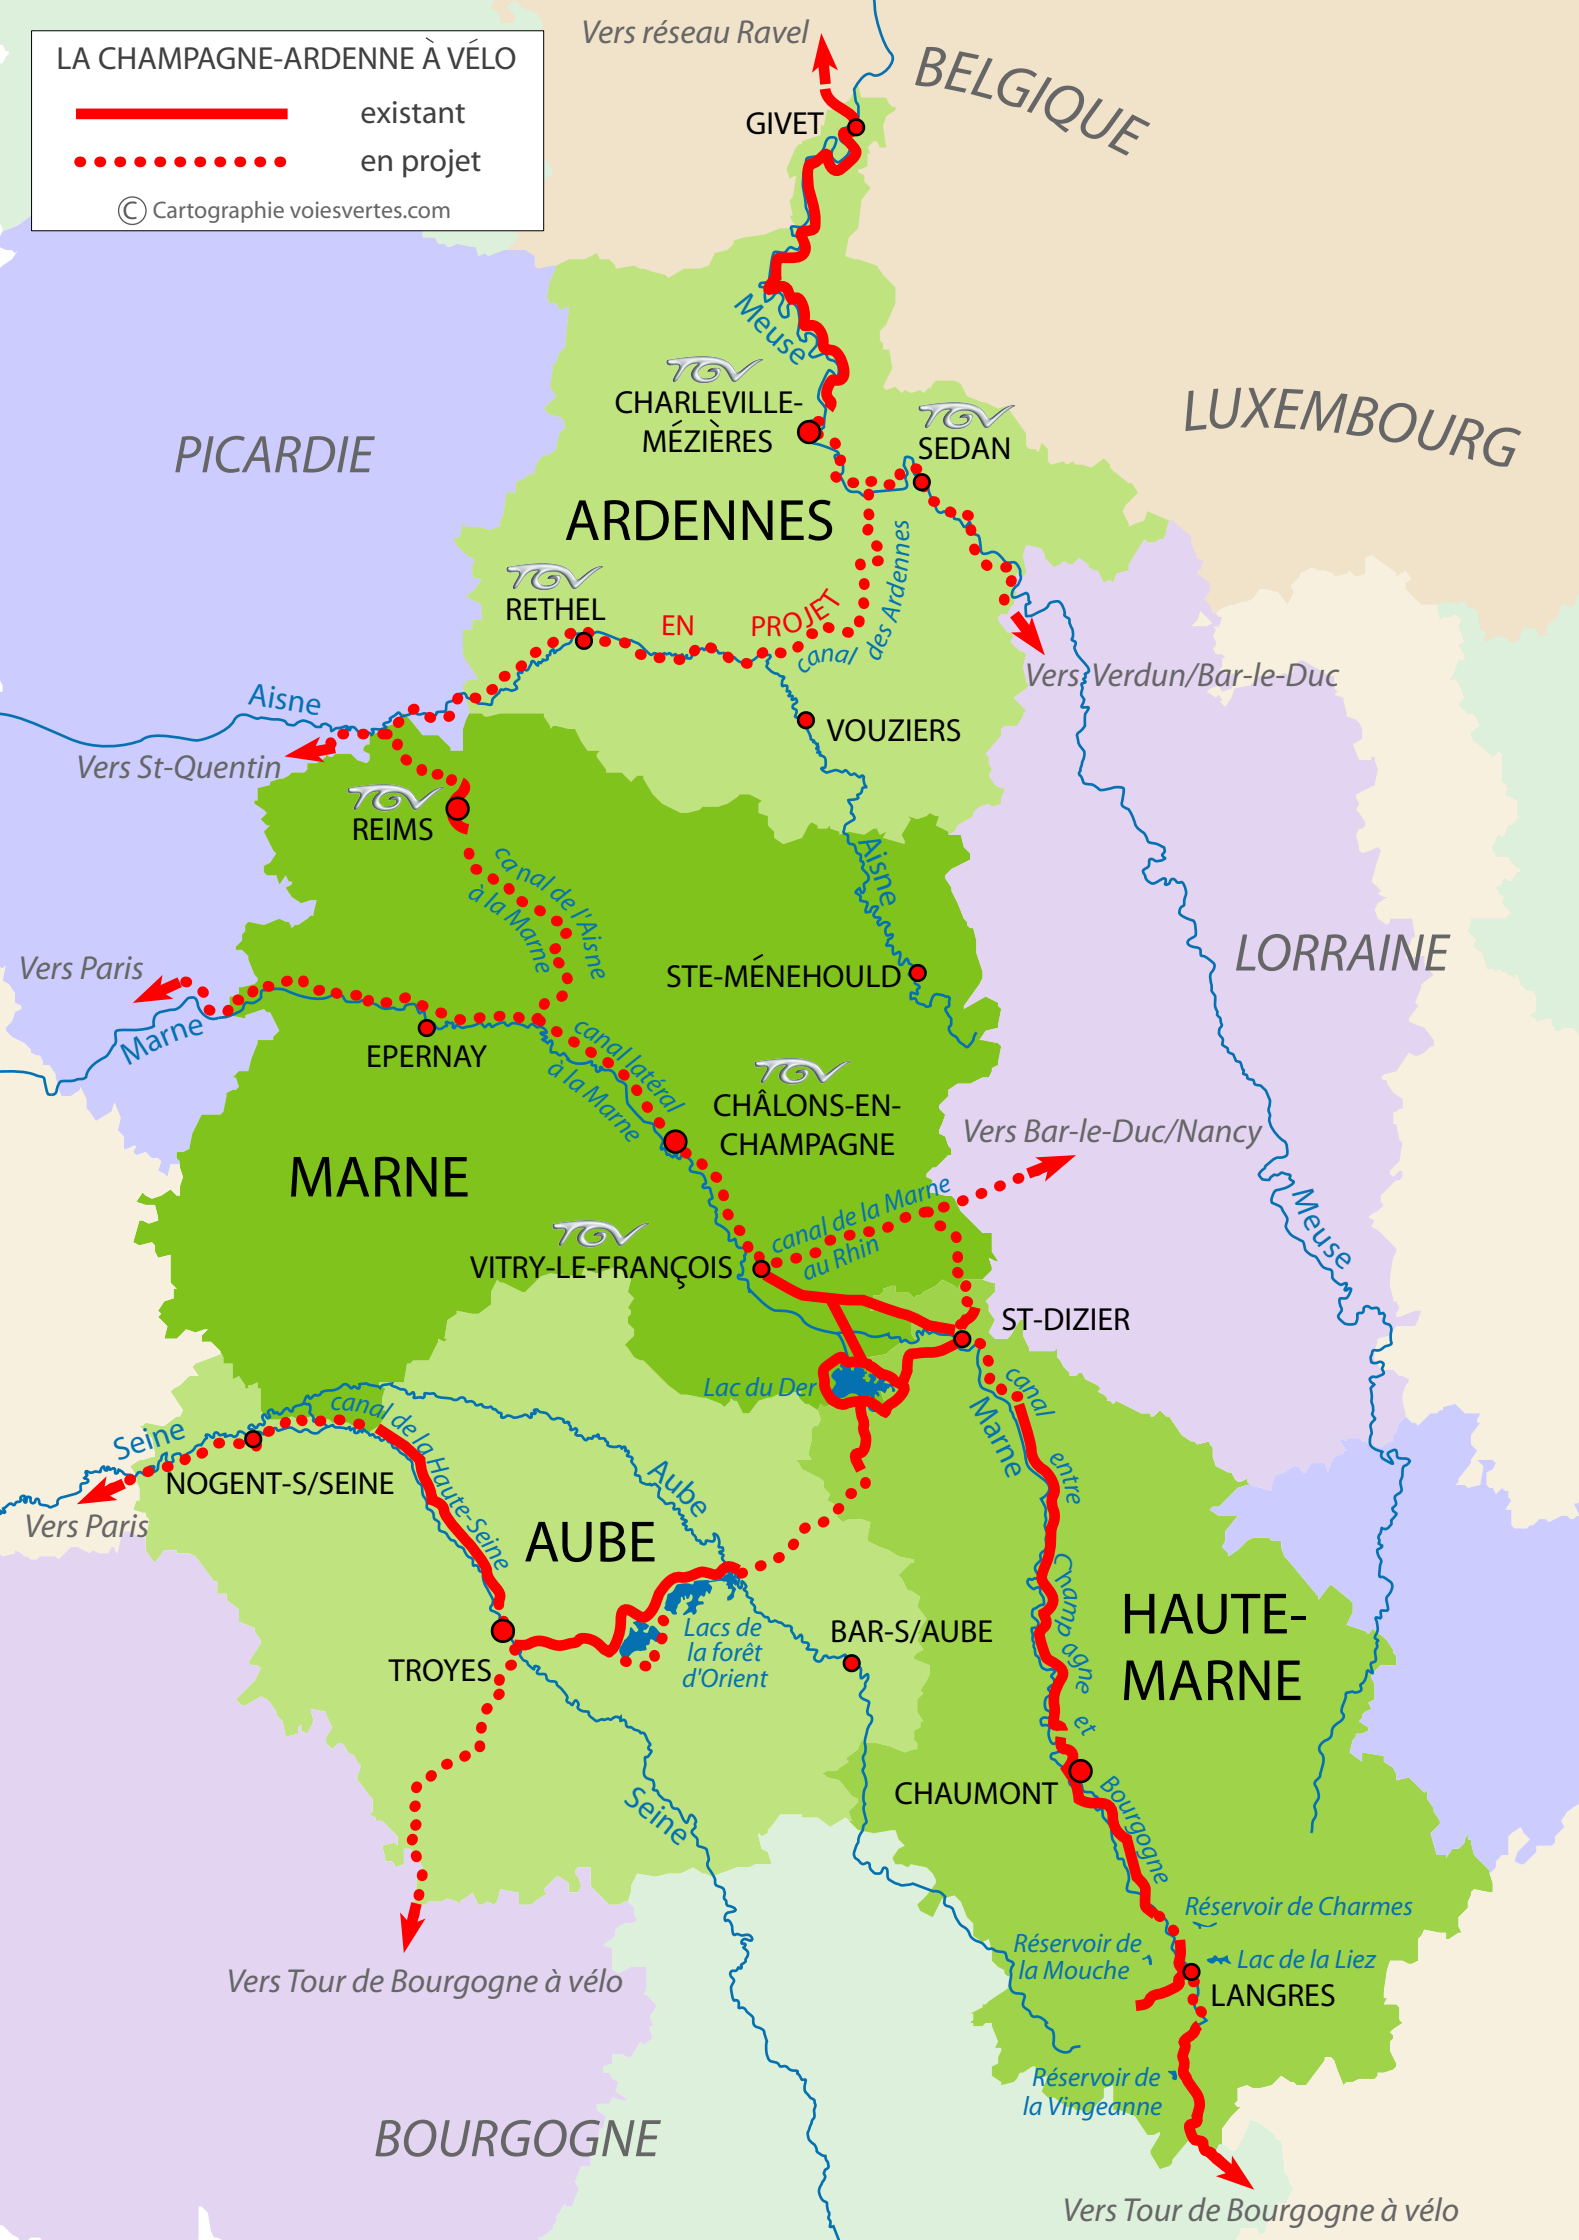 LA CHAMPAGNE-ARDENNE À VÉLO
existant
en projet
© Cartographie voiesvertes.com
Vers réseau Ravel
BELGIQUE
GIVET
Meuse
TGV
CHARLEVILLE-
MÉZIÈRES
TGV
SEDAN
LUXEMBOURG
PICARDIE
ARDENNES
TGV
RETHEL
EN PROJET
canal des Ardennes
Vers Verdun/Bar-le-Duc
Aisne
Vers St-Quentin
VOUZIERS
TGV
REIMS
canal de l'Aisne
à la Marne
Aisne
LORRAINE
Vers Paris
STE-MÉNEHOULD
Marne
EPERNAY
canal latéral
à la Marne
TGV
CHÂLONS-EN-
CHAMPAGNE
Vers Bar-le-Duc/Nancy
MARNE
canal de la Marne
au Rhin
Meuse
TGV
VITRY-LE-FRANÇOIS
ST-DIZIER
Lac du Der
canal entre Champagne et Bourgogne
Marne
Seine
canal de la Haute-Seine
NOGENT-S/SEINE
Vers Paris
Aube
AUBE
HAUTE-
MARNE
Lacs de
la forêt
d'Orient
BAR-S/AUBE
TROYES
Seine
CHAUMONT
Réservoir de Charmes
Réservoir de
la Mouche
Lac de la Liez
LANGRES
Vers Tour de Bourgogne à vélo
Réservoir de
la Vingeanne
BOURGOGNE
Vers Tour de Bourgogne à vélo